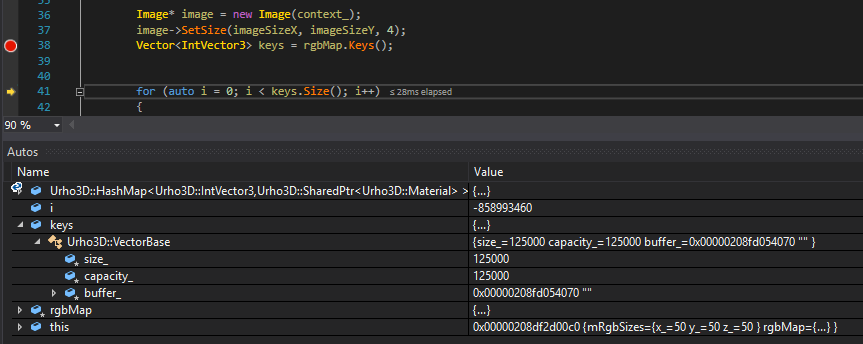 36 Image* image = new Image(context_);
37 image->SetSize(imageSizeX, imageSizeY, 4);
38 Vector<IntVector3> keys = rgbMap.Keys();
39
40
41 for (auto i = 0; i < keys.Size(); i++) ≤ 28ms elapsed
42 {
90 %
Autos
Name Value
Urho3D::HashMap<Urho3D::IntVector3,Urho3D::SharedPtr<Urho3D::Material> > {...}
i -858993460
keys {...}
Urho3D::VectorBase {size_=125000 capacity_=125000 buffer_=0x00000208fd054070 "" }
size_ 125000
capacity_ 125000
buffer_ 0x00000208fd054070 ""
rgbMap {...}
this 0x00000208df2d00c0 {mRgbSizes={x_=50 y_=50 z_=50 } rgbMap={...} }